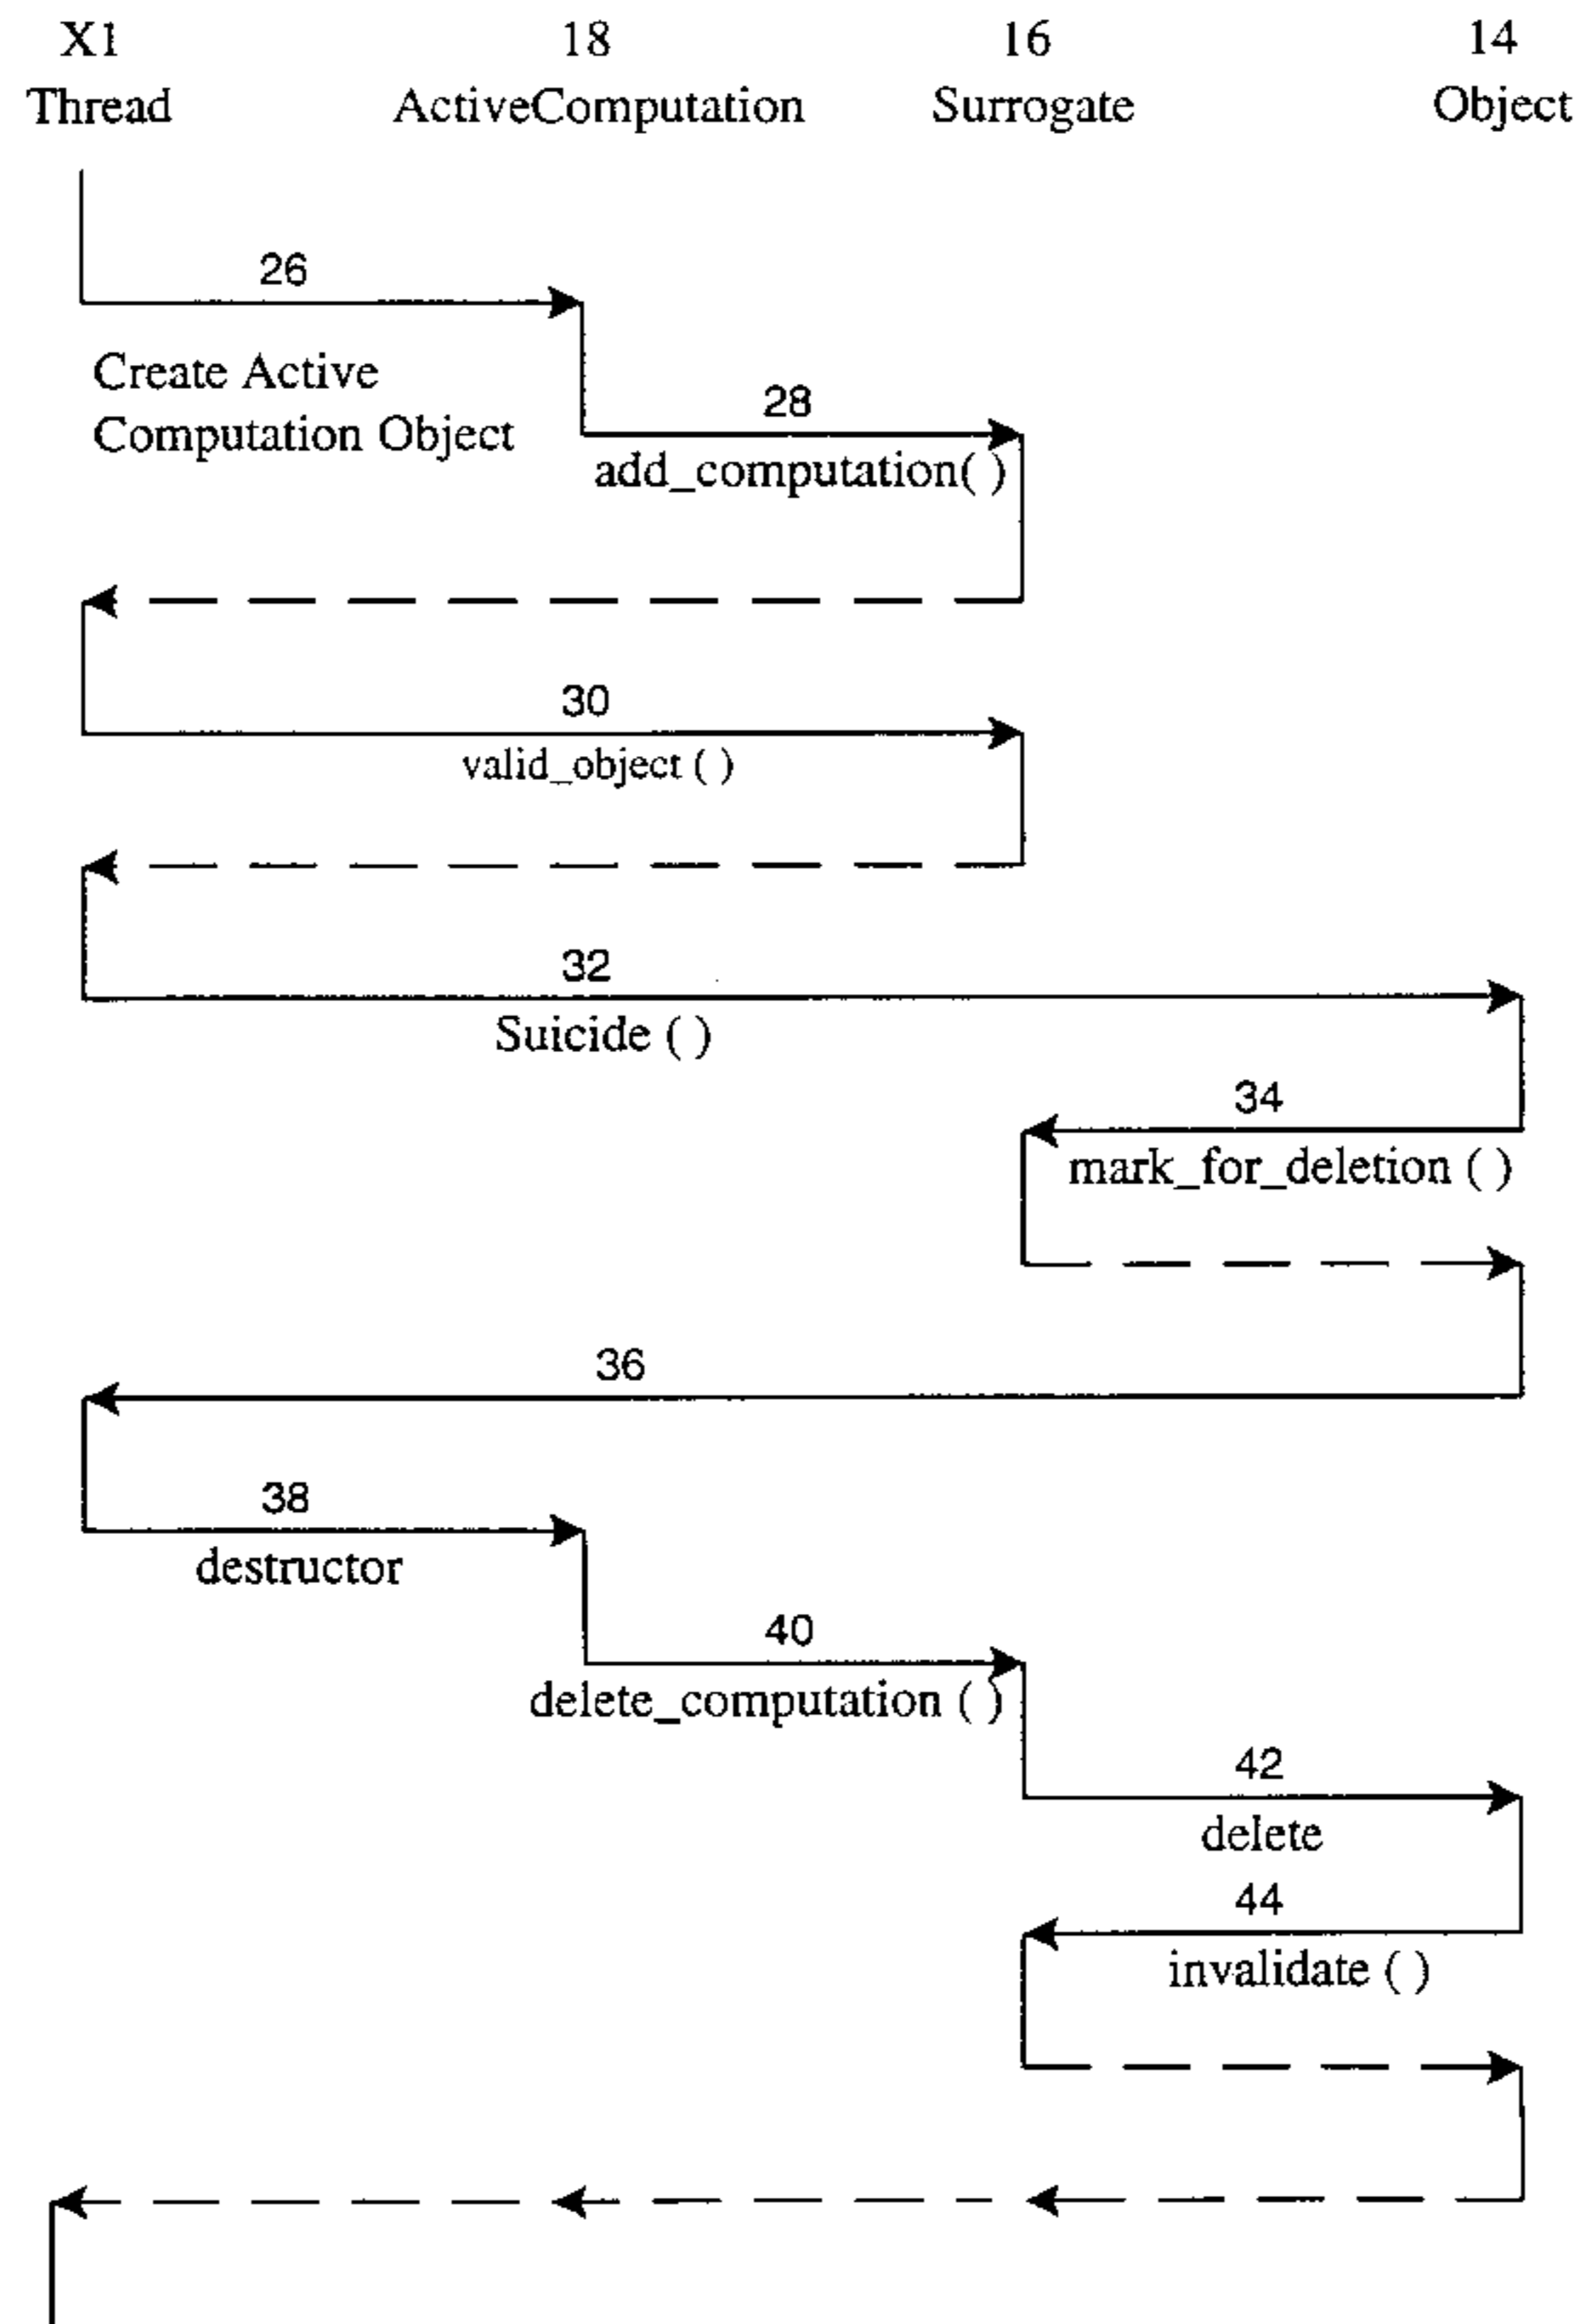 X1 18 16 14
Thread ActiveComputation Surrogate Object
26
Create Active
Computation Object
28
add_computation( )
30
valid_object ( )
32
Suicide ( )
34
mark_for_deletion ( )
36
38
destructor
40
delete_computation ( )
42
delete
44
invalidate ( )